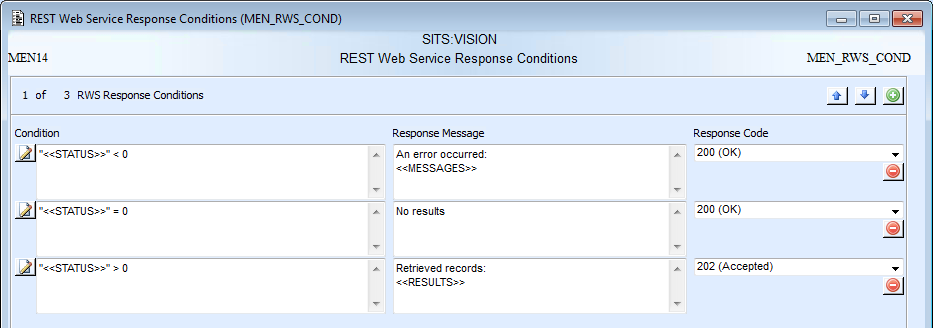 REST Web Service Response Conditions (MEN_RWS_COND)
SITS:VISION
MEN14 REST Web Service Response Conditions MEN_RWS_COND
1 of 3 RWS Response Conditions
Condition Response Message Response Code
"<<STATUS>>" < 0 An error occurred: 200 (OK)
<<MESSAGES>>
"<<STATUS>>" = 0 No results 200 (OK)
"<<STATUS>>" > 0 Retrieved records: 202 (Accepted)
<<RESULTS>>